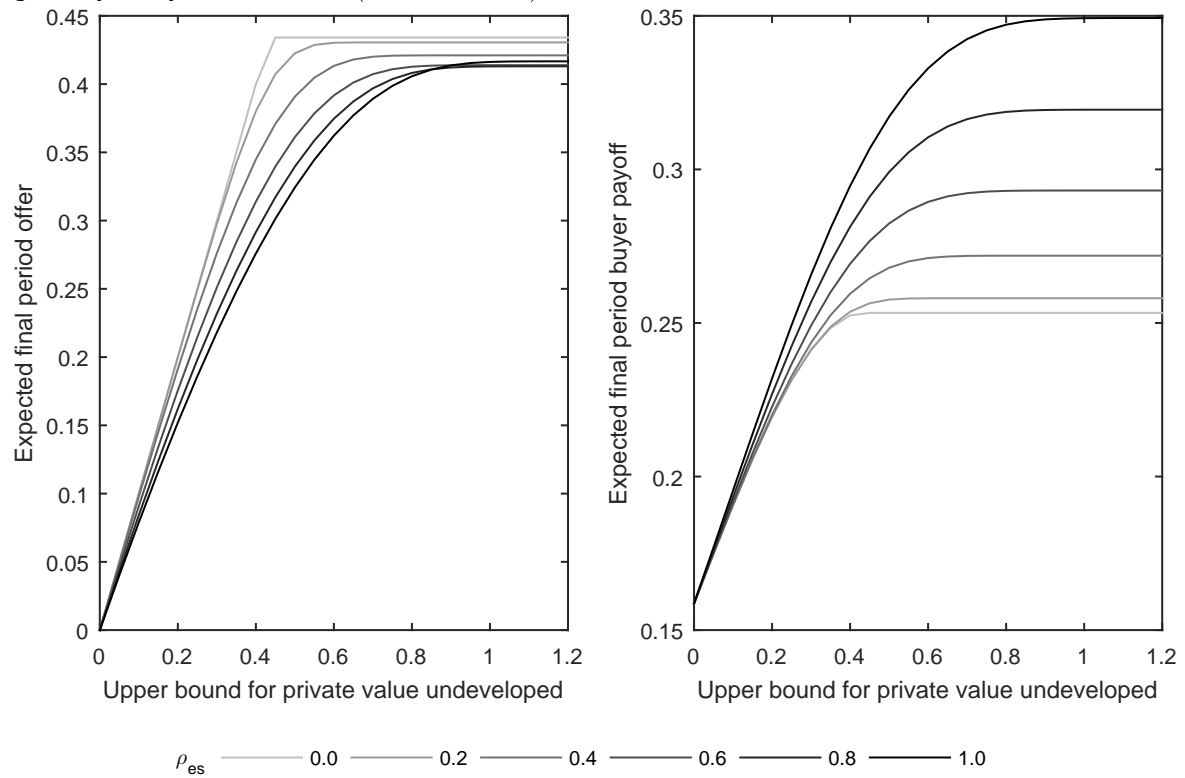 0.45
0.4
0.35
0.3
0.25
0.2
0.15
0.1
0.05
0
Expected final period offer
0 0.2 0.4 0.6 0.8 1 1.2
Upper bound for private value undeveloped
0.35
0.3
0.25
0.2
0.15
Expected final period buyer payoff
0 0.2 0.4 0.6 0.8 1 1.2
Upper bound for private value undeveloped
ρes 0.0 0.2 0.4 0.6 0.8 1.0